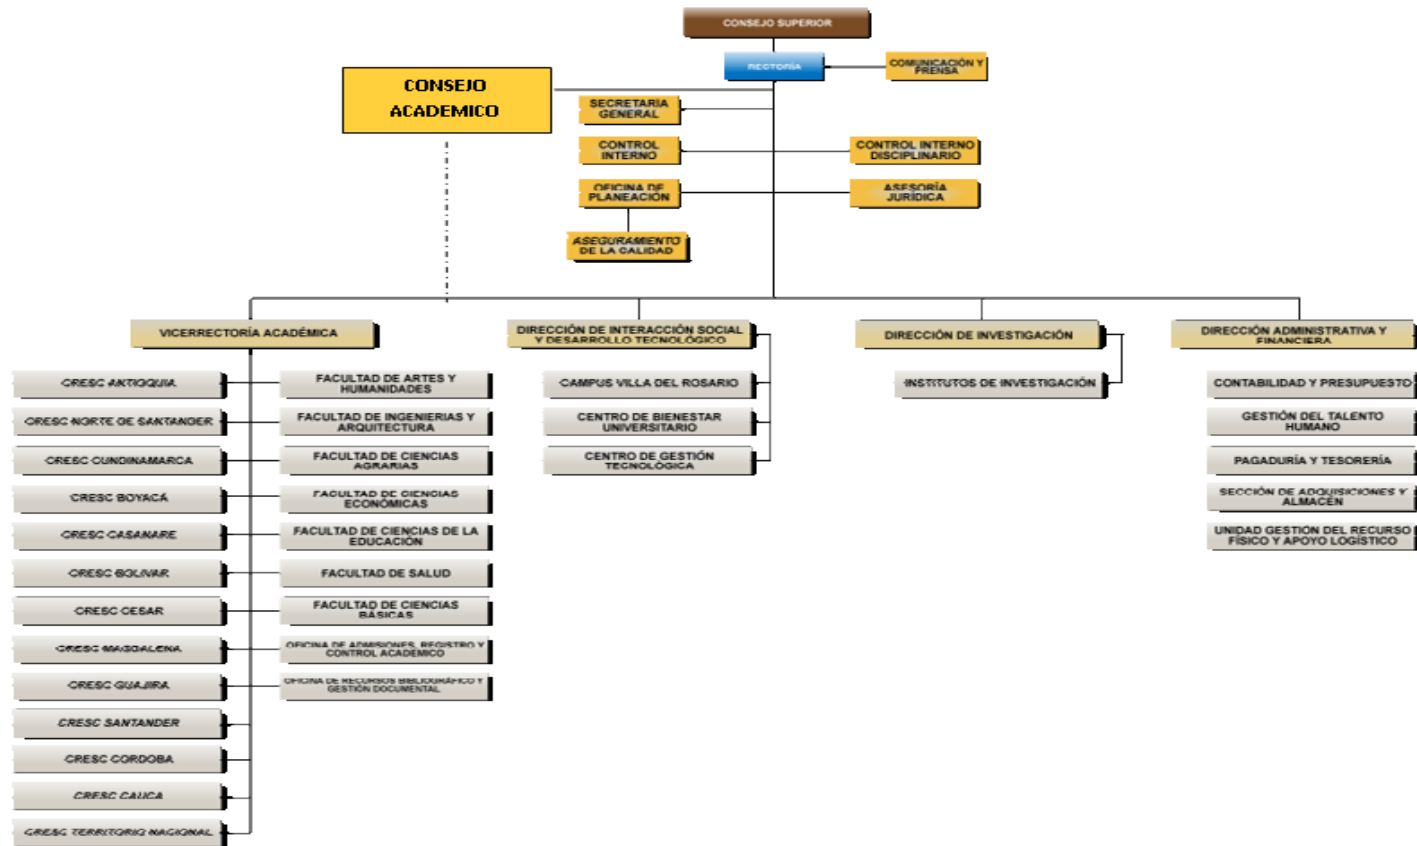 CONSEJO SUPERIOR
RECTORÍA
COMUNICACIÓN Y
PRENSA
CONSEJO
ACADEMICO
SECRETARÍA
GENERAL
CONTROL
INTERNO
CONTROL INTERNO
DISCIPLINARIO
OFICINA DE
PLANEACIÓN
ASESORÍA
JURÍDICA
ASEGURAMIENTO
DE LA CALIDAD
VICERRECTORÍA ACADÉMICA
CRESC ANTIOQUIA
CRESC NORTE DE SANTANDER
CRESC CUNDINAMARCA
CRESC BOYACÁ
CRESC CASANARE
CRESC BOLIVAR
CRESC CESAR
CRESC MAGDALENA
CRESC GUAJIRA
CRESC SANTANDER
CRESC CORDOBA
CRESC CAUCA
CRESC TERRITORIO NACIONAL
FACULTAD DE ARTES Y
HUMANIDADES
FACULTAD DE INGENIERIAS Y
ARQUITECTURA
FACULTAD DE CIENCIAS
AGRARIAS
FACULTAD DE CIENCIAS
ECONÓMICAS
FACULTAD DE CIENCIAS DE LA
EDUCACIÓN
FACULTAD DE SALUD
FACULTAD DE CIENCIAS
BÁSICAS
OFICINA DE ADMISIONES, REGISTRO Y
CONTROL ACADÉMICO
OFICINA DE RECURSOS BIBLIOGRÁFICO Y
GESTIÓN DOCUMENTAL
DIRECCIÓN DE INTERACCIÓN SOCIAL
Y DESARROLLO TECNOLÓGICO
CAMPUS VILLA DEL ROSARIO
CENTRO DE BIENESTAR
UNIVERSITARIO
CENTRO DE GESTIÓN
TECNOLÓGICA
DIRECCIÓN DE INVESTIGACIÓN
INSTITUTOS DE INVESTIGACIÓN
DIRECCIÓN ADMINISTRATIVA Y
FINANCIERA
CONTABILIDAD Y PRESUPUESTO
GESTIÓN DEL TALENTO
HUMANO
PAGADURÍA Y TESORERÍA
SECCIÓN DE ADQUISICIONES Y
ALMACÉN
UNIDAD GESTIÓN DEL RECURSO
FÍSICO Y APOYO LOGÍSTICO